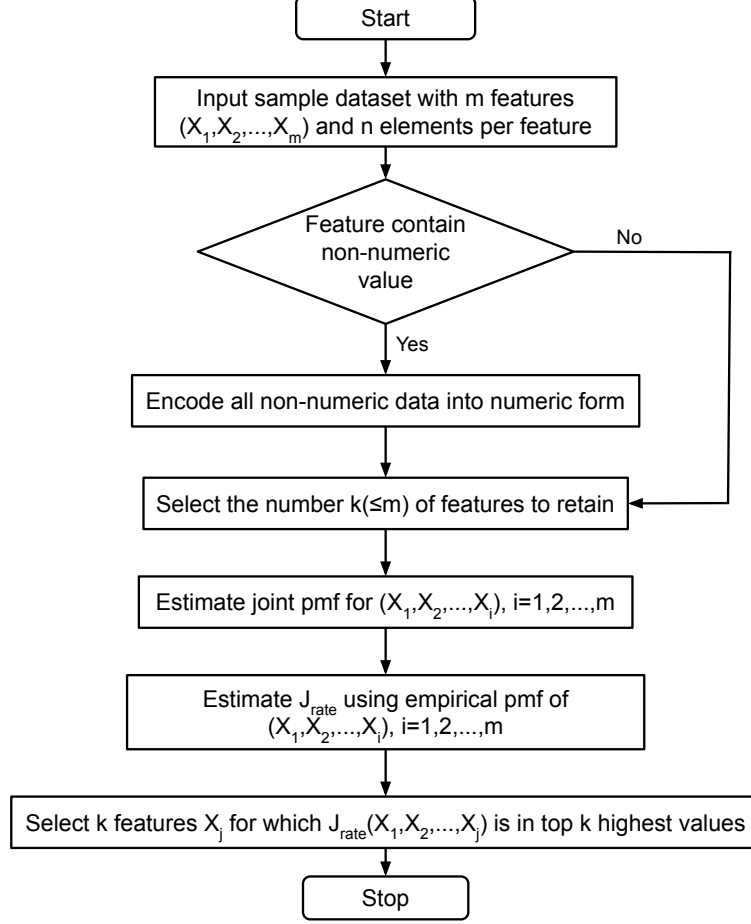 Start
Input sample dataset with m features
(X₁,X₂,...,Xₘ) and n elements per feature
Feature contain
non-numeric
value
No
Yes
Encode all non-numeric data into numeric form
Select the number k(≤m) of features to retain
Estimate joint pmf for (X₁,X₂,...,Xᵢ), i=1,2,...,m
Estimate J_rate using empirical pmf of
(X₁,X₂,...,Xᵢ), i=1,2,...,m
Select k features Xⱼ for which J_rate(X₁,X₂,...,Xⱼ) is in top k highest values
Stop